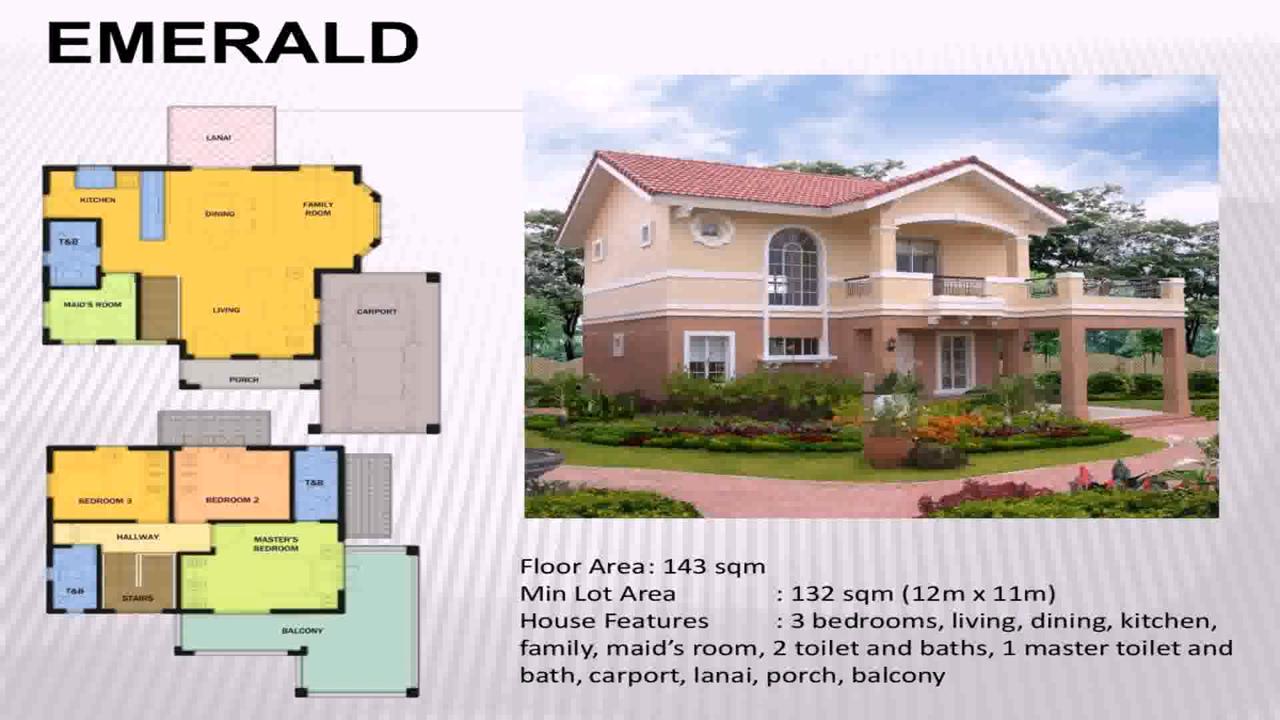 EMERALD
LANAI
KITCHEN
DINING
FAMILY
ROOM
T&B
MAID'S ROOM
LIVING
CARPORT
PORCH
BEDROOM 3
BEDROOM 2
T&B
HALLWAY
MASTER'S
BEDROOM
T&B
STAIRS
BALCONY
Floor Area: 143 sqm
Min Lot Area : 132 sqm (12m x 11m)
House Features : 3 bedrooms, living, dining, kitchen,
family, maid's room, 2 toilet and baths, 1 master toilet and
bath, carport, lanai, porch, balcony